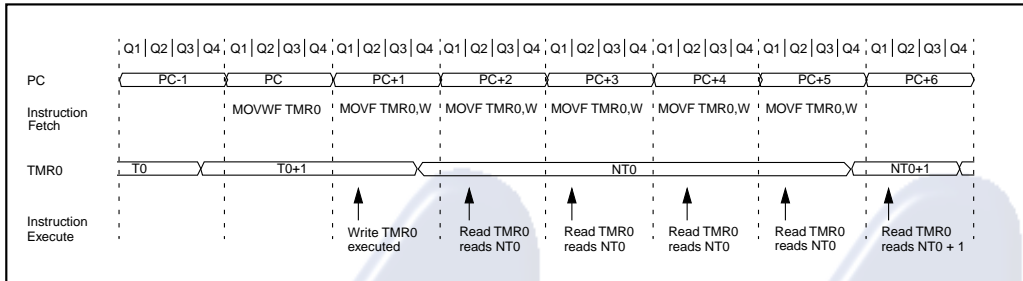 Q1 Q2 Q3 Q4 Q1 Q2 Q3 Q4 Q1 Q2 Q3 Q4 Q1 Q2 Q3 Q4 Q1 Q2 Q3 Q4 Q1 Q2 Q3 Q4 Q1 Q2 Q3 Q4 Q1 Q2 Q3 Q4
PC PC-1 PC PC+1 PC+2 PC+3 PC+4 PC+5 PC+6
Instruction
Fetch
MOVWF TMR0 MOVF TMR0,W MOVF TMR0,W MOVF TMR0,W MOVF TMR0,W MOVF TMR0,W
TMR0 T0 T0+1 NT0 NT0+1
Instruction
Execute
Write TMR0
executed
Read TMR0
reads NT0
Read TMR0
reads NT0
Read TMR0
reads NT0
Read TMR0
reads NT0
Read TMR0
reads NT0 + 1